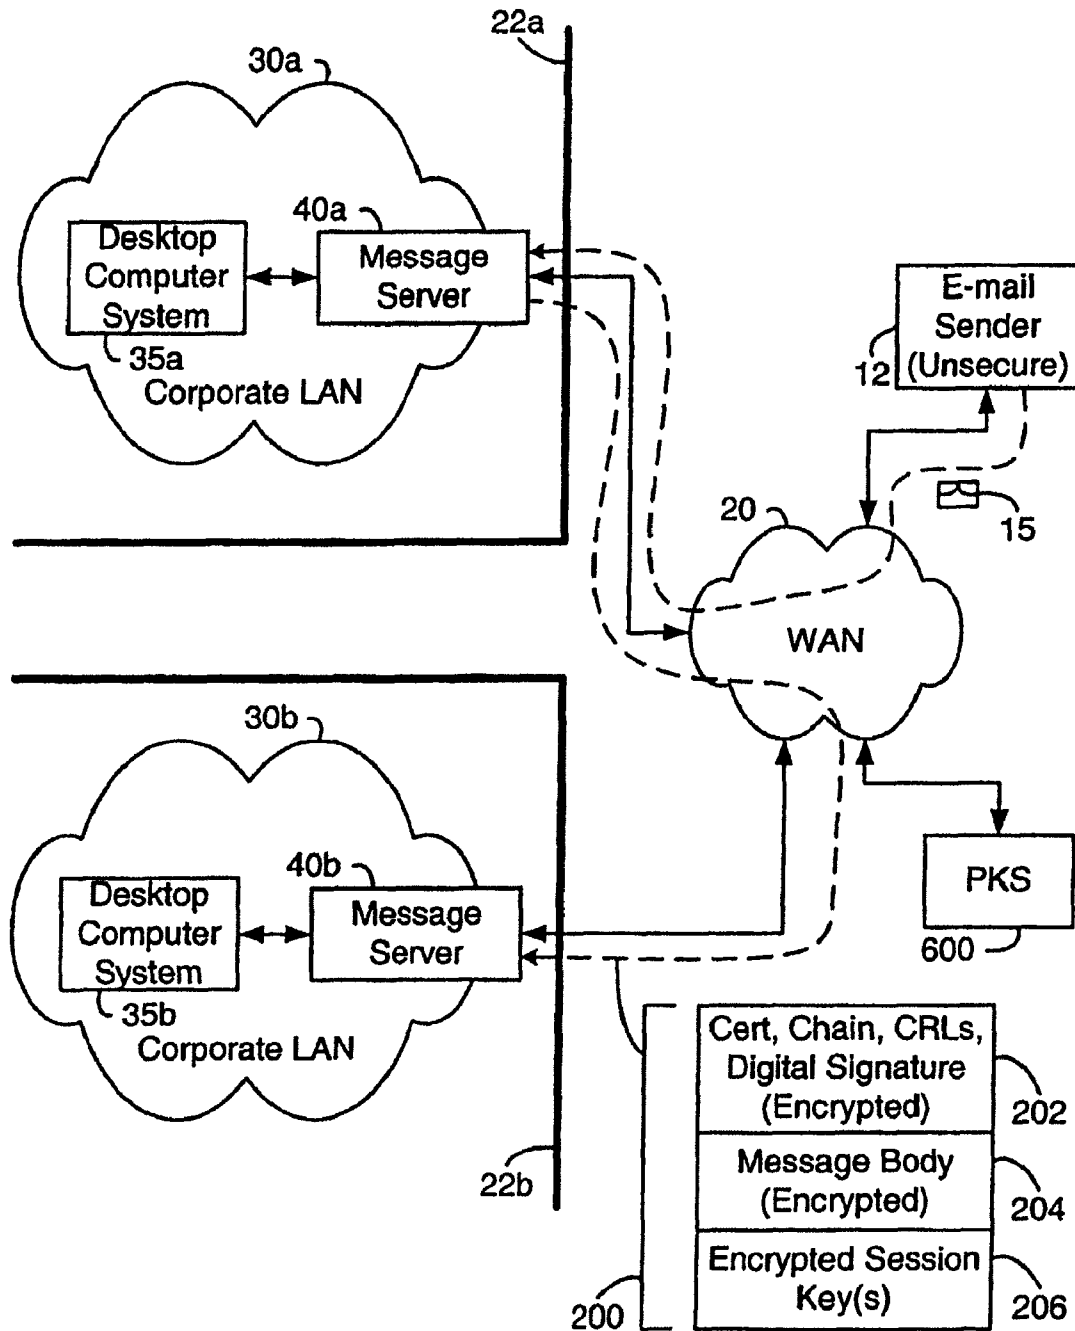 22a
30a
40a
Desktop
Computer
System
Message
Server
35a
Corporate LAN
E-mail
Sender
(Unsecure)
12
15
20
WAN
30b
40b
Desktop
Computer
System
Message
Server
35b
Corporate LAN
22b
PKS
600
Cert, Chain, CRLs,
Digital Signature
(Encrypted)
202
Message Body
(Encrypted)
204
Encrypted Session
Key(s)
206
200